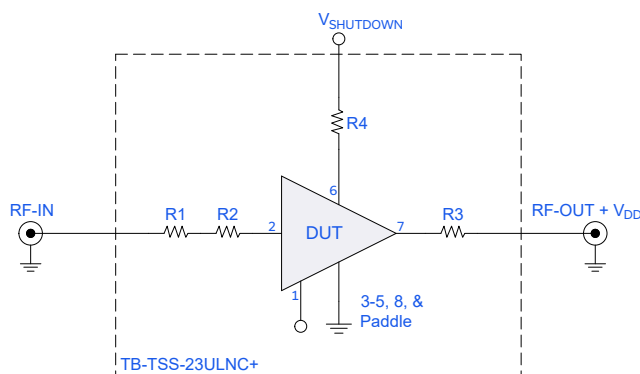 VSHUTDOWN
R4
6
RF-IN
R1
R2
2
DUT
7
R3
RF-OUT + VDD
1
3-5, 8, &
Paddle
TB-TSS-23ULNC+